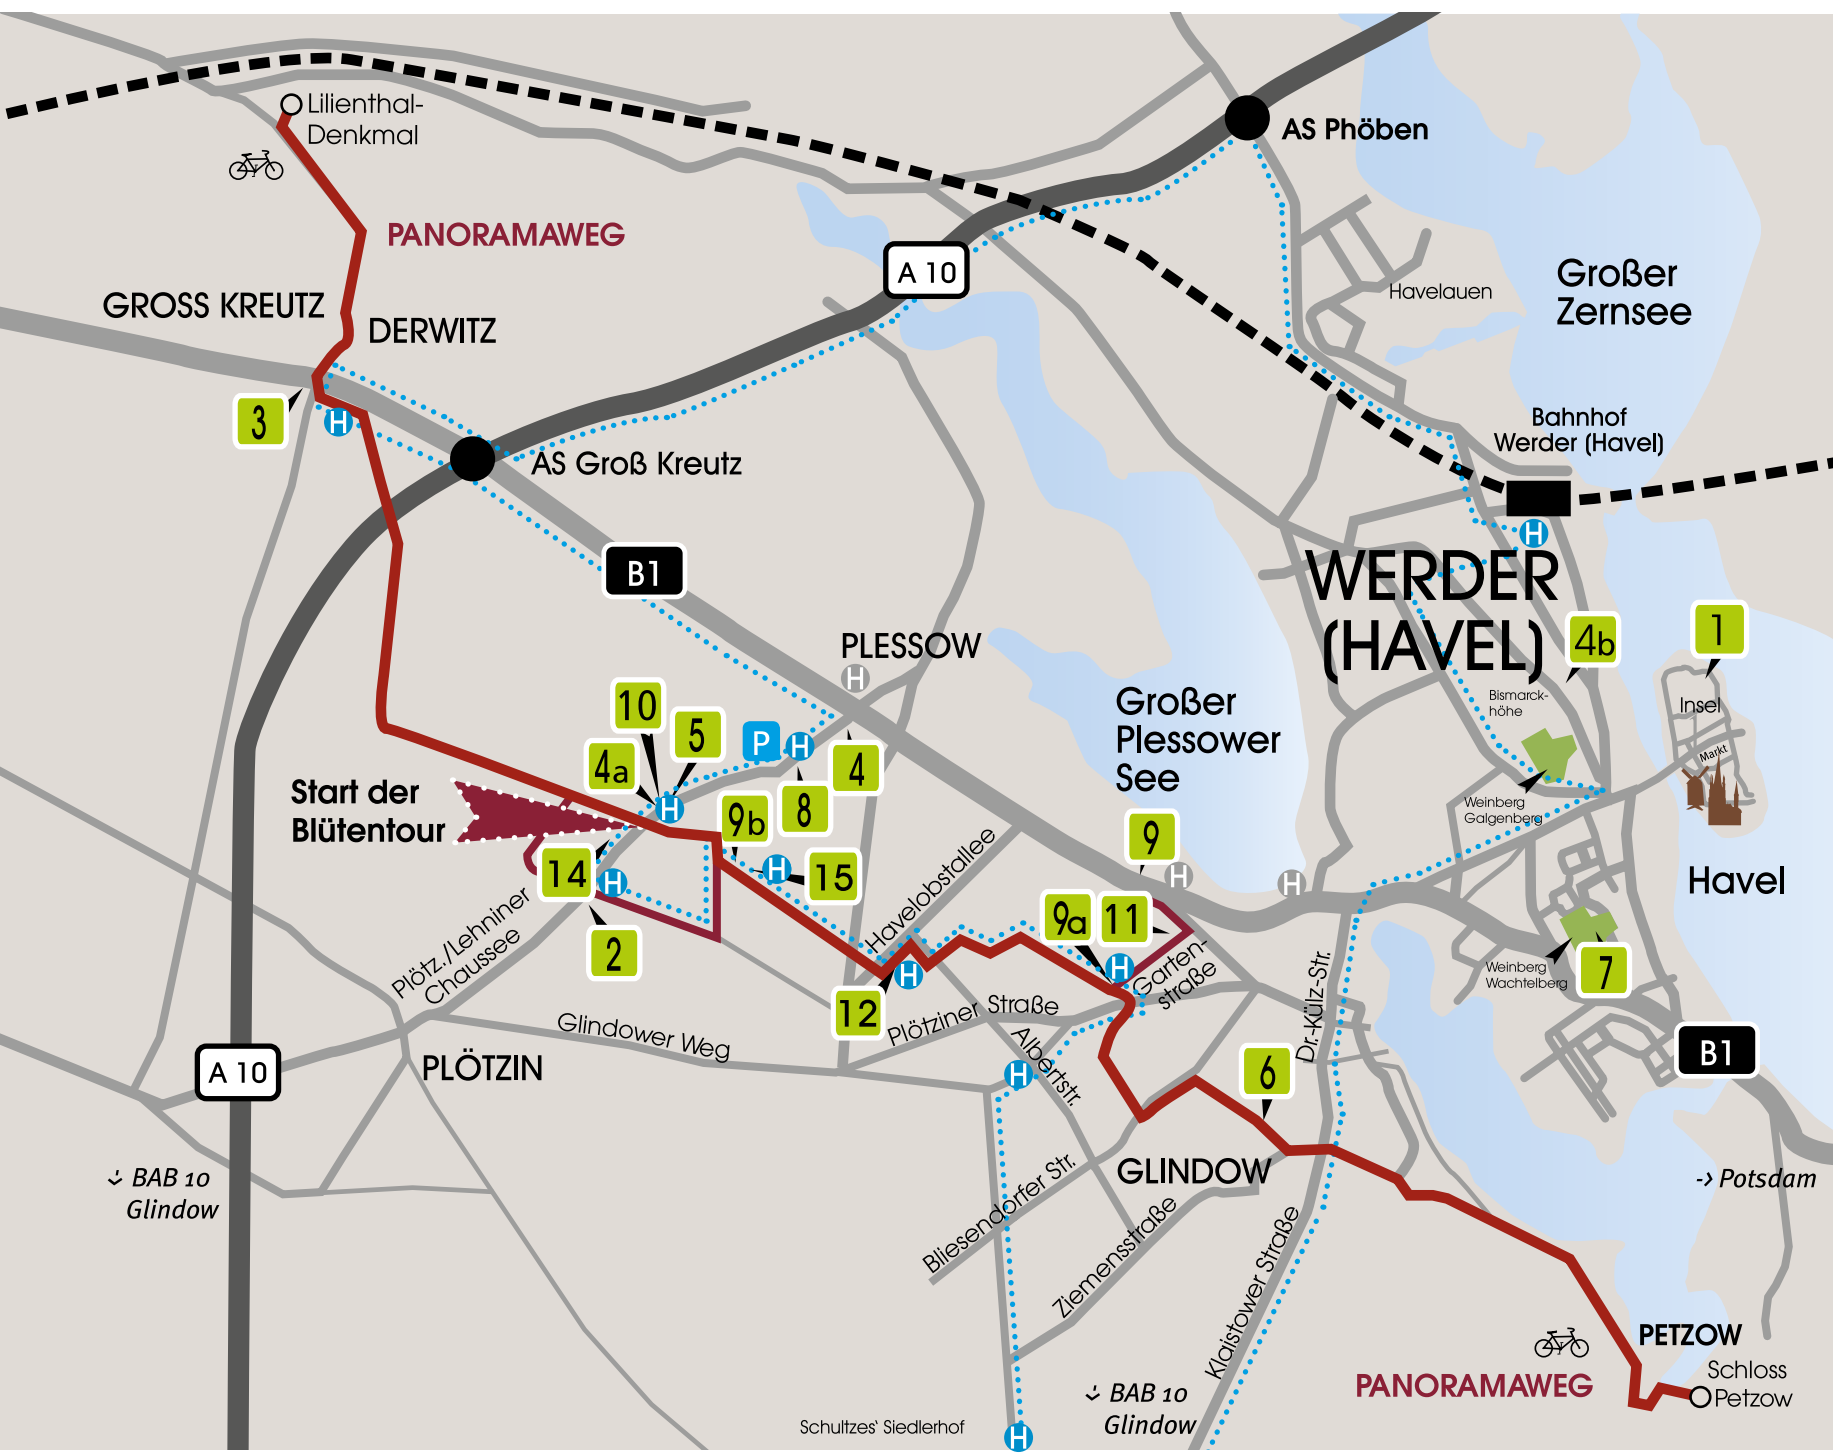 Lilienthal-
Denkmal
AS Phöben
PANORAMAWEG
A 10
Havelauen
Großer
Zernsee
GROSS KREUTZ
DERWITZ
3
H
AS Groß Kreutz
Bahnhof
Werder (Havel)
H
B1
WERDER
(HAVEL)
4b
1
PLESSOW
H
Bismarck-
höhe
Insel
Markt
Großer
Plessower
See
10
5
P
H
4a
4
H
8
Start der
Blütentour
9b
15
H
14
H
Weinberg
Galgenberg
9
H
H
Havel
Plötz./Lehniner
Chaussee
2
Havelobstallee
9a
11
H
Garten-
straße
12
H
Weinberg
Wachtelberg
7
Dr.-Külz-Str.
Plötziner Straße
Glindower Weg
Albertstr.
H
B1
A 10
PLÖTZIN
6
BAB 10
Glindow
GLINDOW
-> Potsdam
Bliesendorfer Str.
Ziemensstraße
Klaistower Straße
PETZOW
Schloss
Petzow
PANORAMAWEG
BAB 10
Glindow
Schultzes' Siedlerhof
H